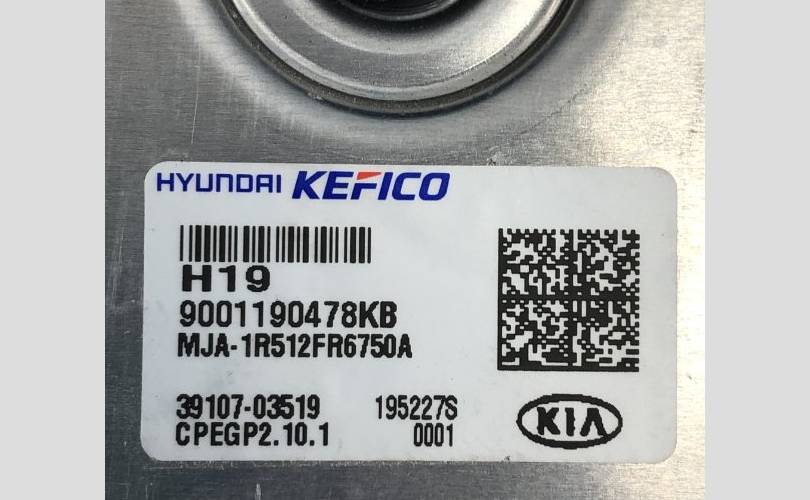 HYUNDAI KEFICO
H19
9001190478KB
MJA-1R512FR6750A
39107-03519 195227S
CPEGP2.10.1 0001
KIA